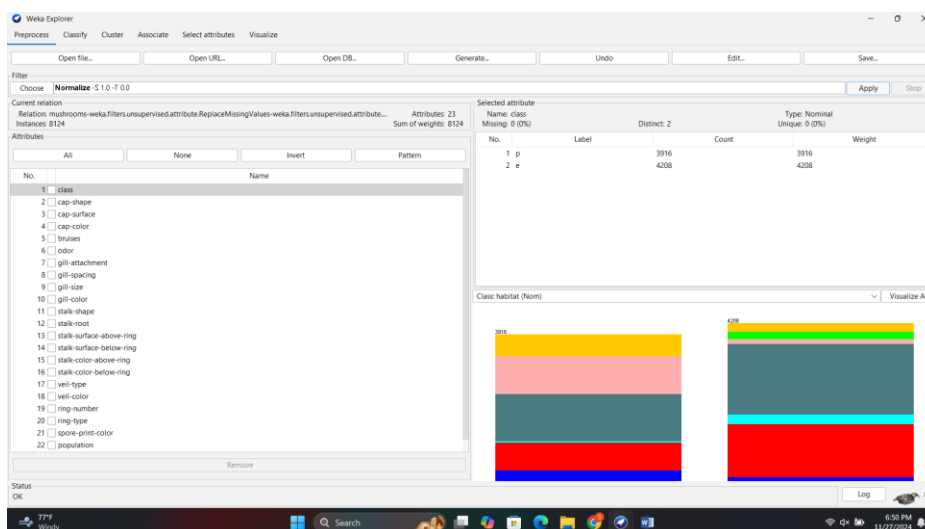 Weka Explorer
Preprocess Classify Cluster Associate Select attributes Visualize
Open file... Open URL... Open DB... Generate... Undo Edit... Save...
Filter
Choose Normalize -S 1.0 -T 0.0 Apply Stop
Current relation
Relation: mushrooms-weka.filters.unsupervised.attribute.ReplaceMissingValues-weka.filters.unsupervised.attribute... Attributes: 23
Instances: 8124 Sum of weights: 8124
Attributes
All None Invert Pattern
No. Name
1 class
2 cap-shape
3 cap-surface
4 cap-color
5 bruises
6 odor
7 gill-attachment
8 gill-spacing
9 gill-size
10 gill-color
11 stalk-shape
12 stalk-root
13 stalk-surface-above-ring
14 stalk-surface-below-ring
15 stalk-color-above-ring
16 stalk-color-below-ring
17 veil-type
18 veil-color
19 ring-number
20 ring-type
21 spore-print-color
22 population
Remove
Selected attribute
Name: class Type: Nominal
Missing: 0 (0%) Distinct: 2 Unique: 0 (0%)
No. Label Count Weight
1 p 3916 3916
2 e 4208 4208
Class: habitat (Nom) Visualize A
3916 4208
Status
OK Log
77°F
Windy
Search
6:50 PM
11/27/2024